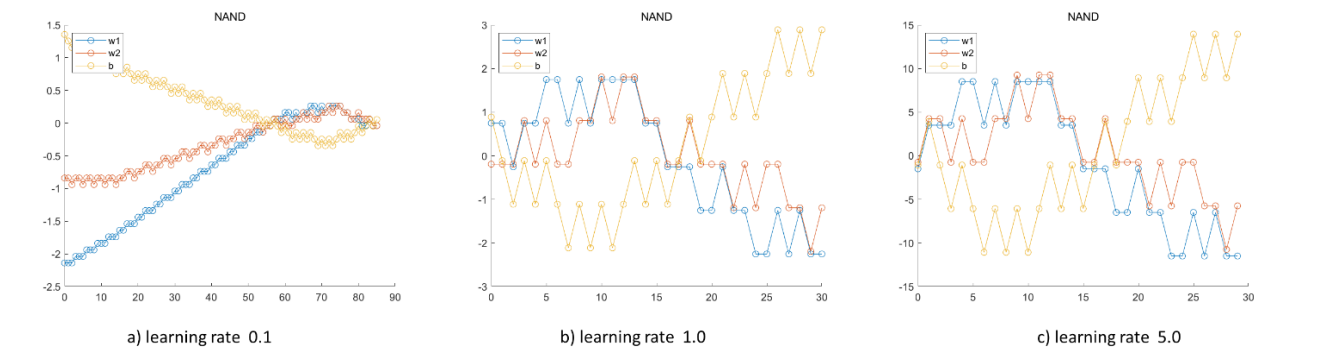 NAND
1.5
1
0.5
0
-0.5
-1
-1.5
-2
-2.5
0 10 20 30 40 50 60 70 80 90
w1
w2
b
a) learning rate 0.1
NAND
3
2
1
0
-1
-2
-3
0 5 10 15 20 25 30
w1
w2
b
b) learning rate 1.0
NAND
15
10
5
0
-5
-10
-15
0 5 10 15 20 25 30
w1
w2
b
c) learning rate 5.0